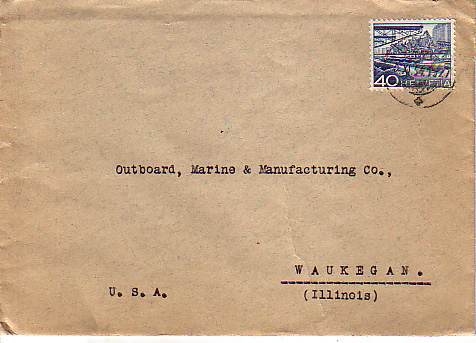 40 HELVETIA
Outboard, Marine & Manufacturing Co.,
WAUKEGAN.
U. S. A.
(Illinois)